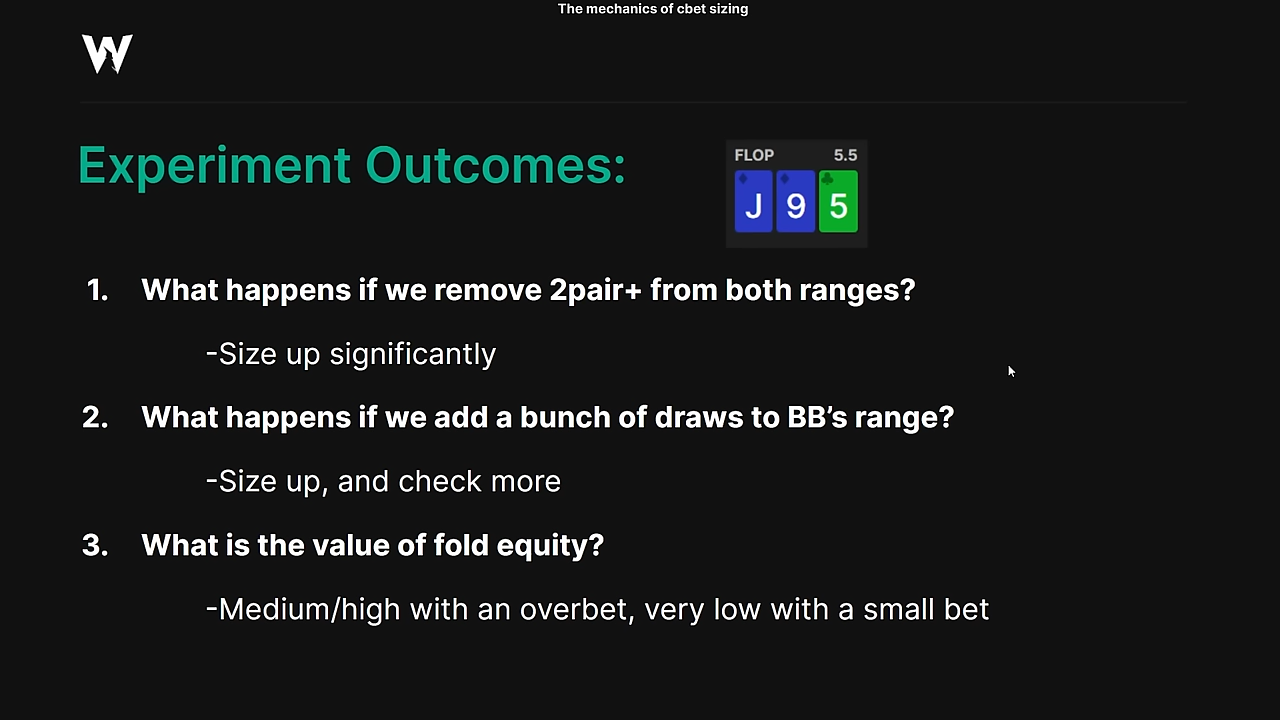 The mechanics of cbet sizing
W
Experiment Outcomes:
FLOP 5.5
J 9 5
1. What happens if we remove 2pair+ from both ranges?
-Size up significantly
2. What happens if we add a bunch of draws to BB’s range?
-Size up, and check more
3. What is the value of fold equity?
-Medium/high with an overbet, very low with a small bet